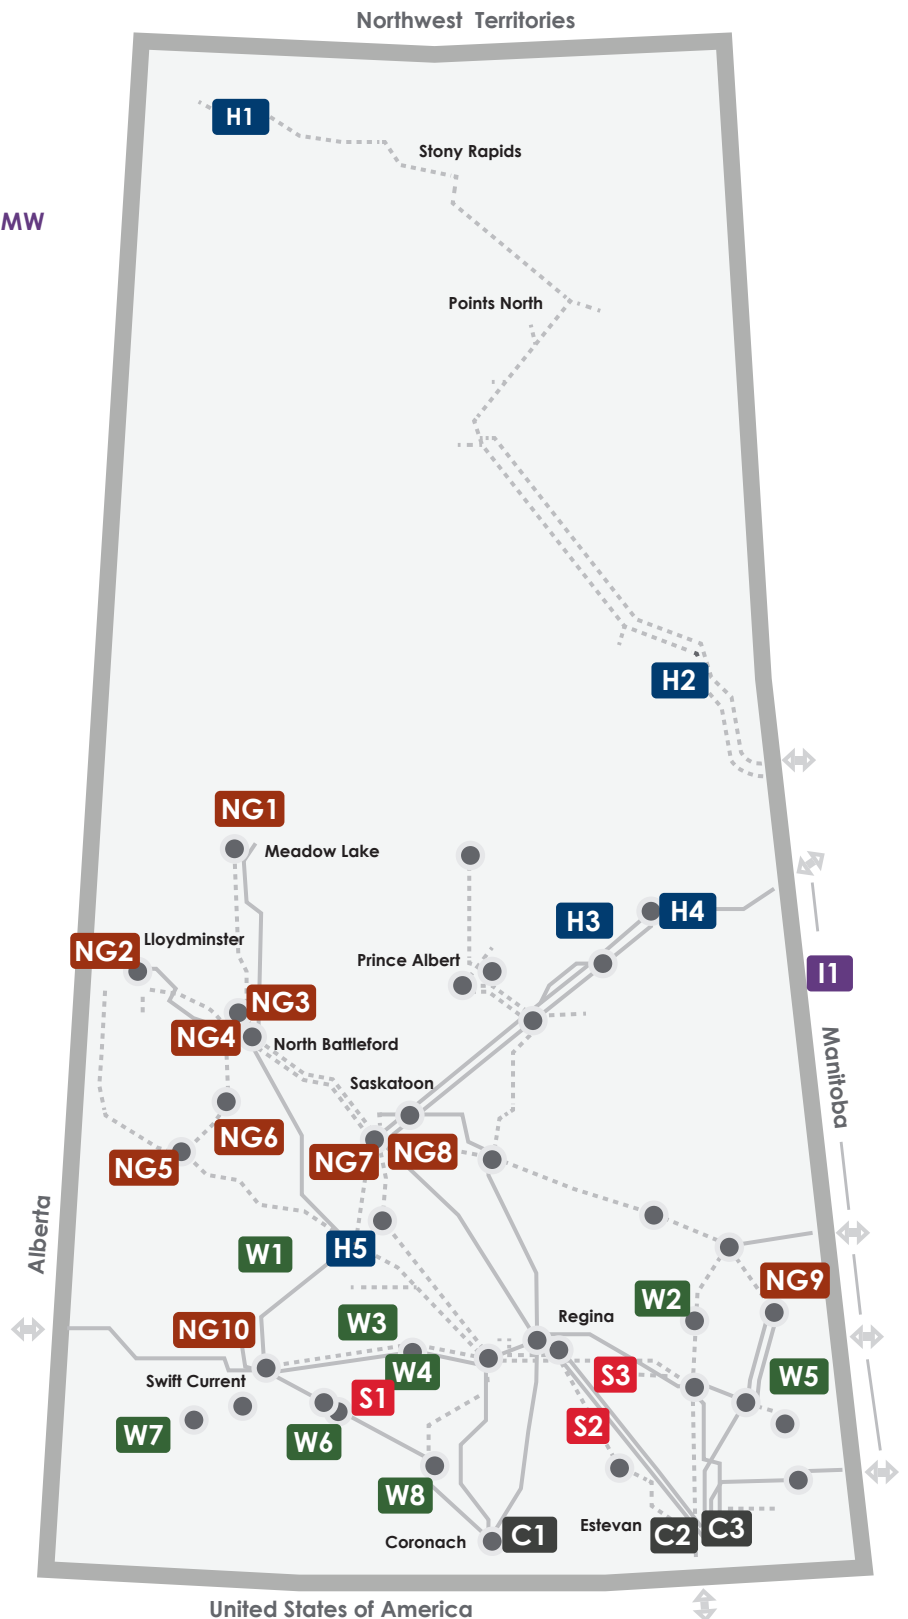 Northwest Territories
H1
Stony Rapids
MW
Points North
H2
NG1
Meadow Lake
H3
H4
NG2
Lloydminster
Prince Albert
I1
NG3
NG4
North Battleford
Manitoba
Saskatoon
NG6
NG7
NG8
NG5
Alberta
W1
H5
NG9
W2
Regina
NG10
W3
W4
S3
W5
Swift Current
S1
S2
W7
W6
W8
Coronach
C1
Estevan
C2
C3
United States of America